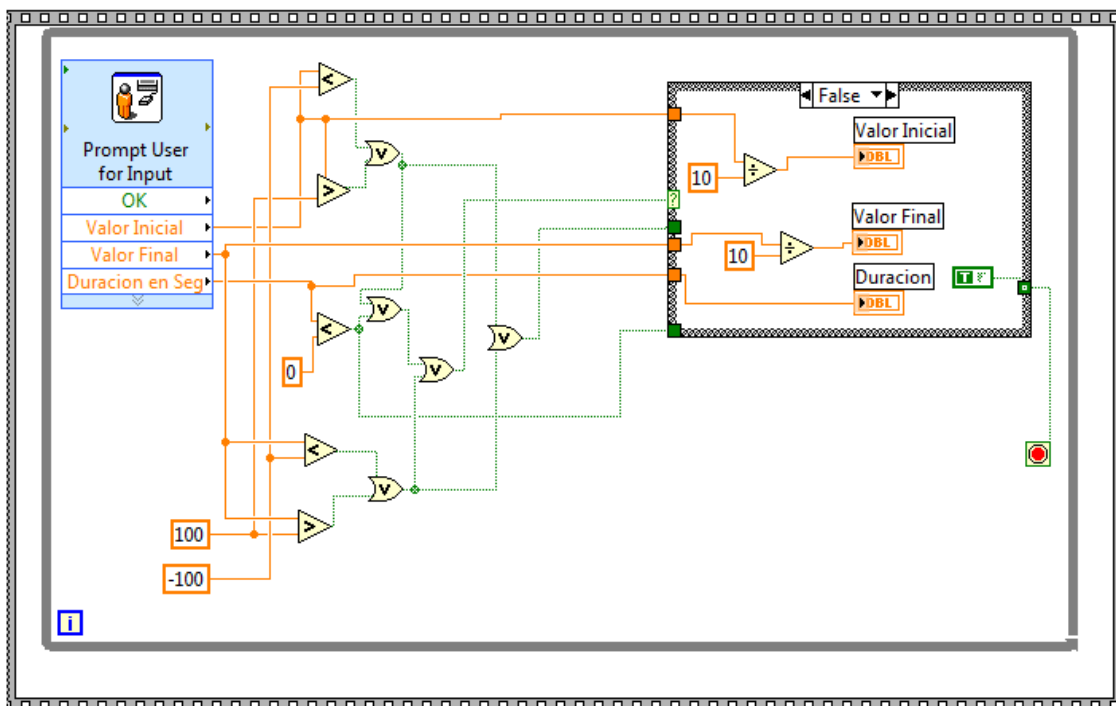 Prompt User
for Input
OK
Valor Inicial
Valor Final
Duracion en Seg
<
>
v
<
0
v
v
v
<
>
v
100
-100
i
False
?
Valor Inicial
DBL
10
÷
Valor Final
DBL
10
÷
Duracion
DBL
T